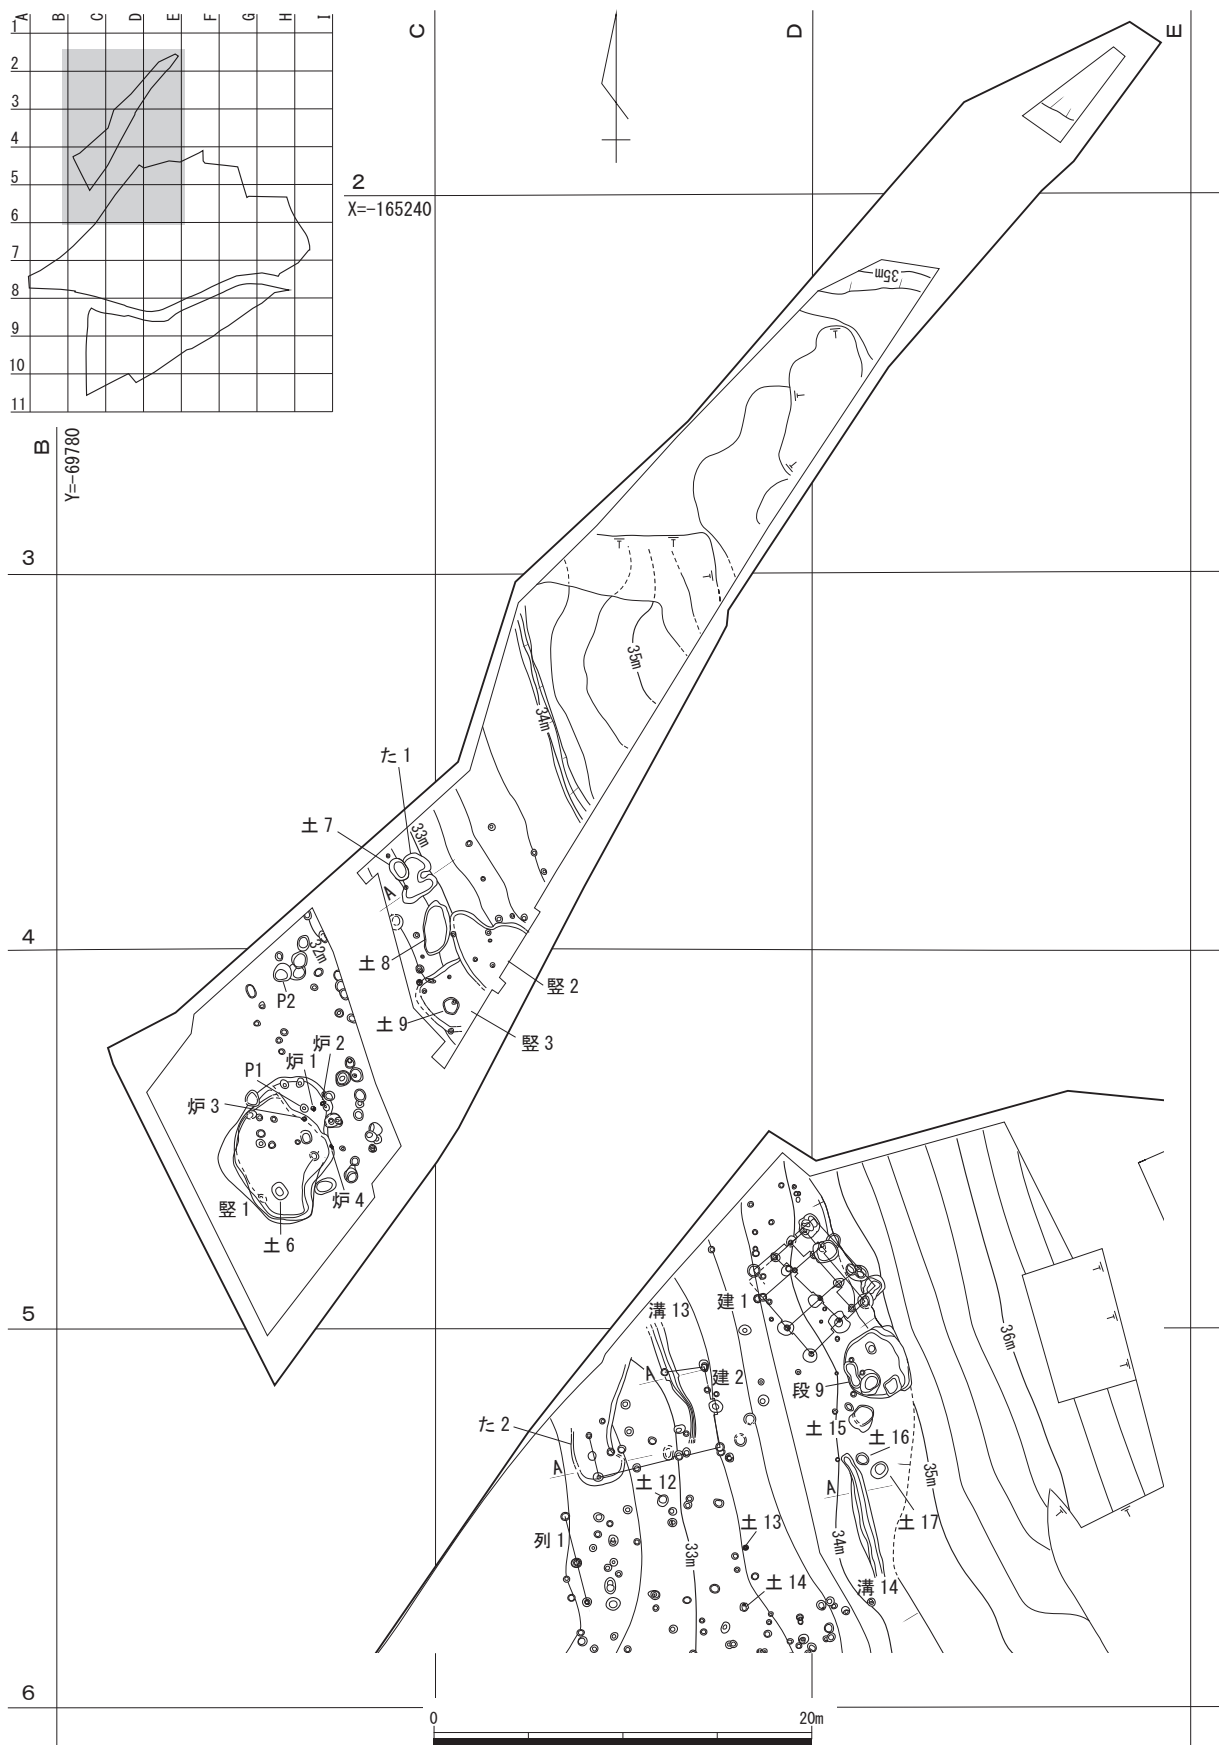 A B C D E F G H I
1
2
3
4
5
6
7
8
9
10
11
C
D
E
2
X=-165240
B
Y=-69780
35m
3
35m
34m
た 1
33m
土 7
A
4
32m
P2
土 8
竪 2
土 9
竪 3
炉 2
炉 1
P1
炉 3
竪 1
炉 4
土 6
5
建 1
溝 13
36m
A
建 2
段 9
た 2
土 15
土 16
A
土 12
35m
A
土 17
列 1
土 13
33m
34m
土 14
溝 14
6
0
20m